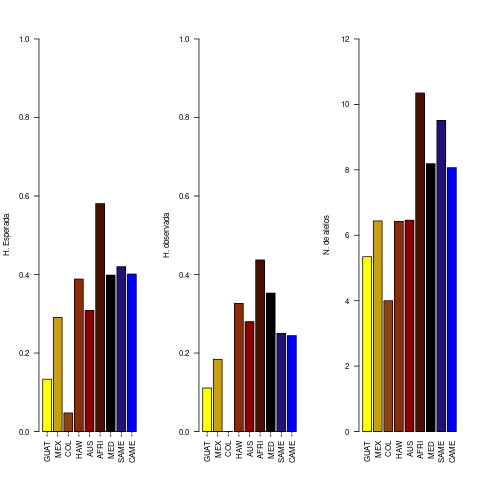 H. Esperada
1.0
0.8
0.6
0.4
0.2
0.0
GUAT
MEX
COL
HAW
AUS
AFRI
MED
SAME
CAME
H. observada
1.0
0.8
0.6
0.4
0.2
0.0
GUAT
MEX
COL
HAW
AUS
AFRI
MED
SAME
CAME
N. de alelos
12
10
8
6
4
2
0
GUAT
MEX
COL
HAW
AUS
AFRI
MED
SAME
CAME